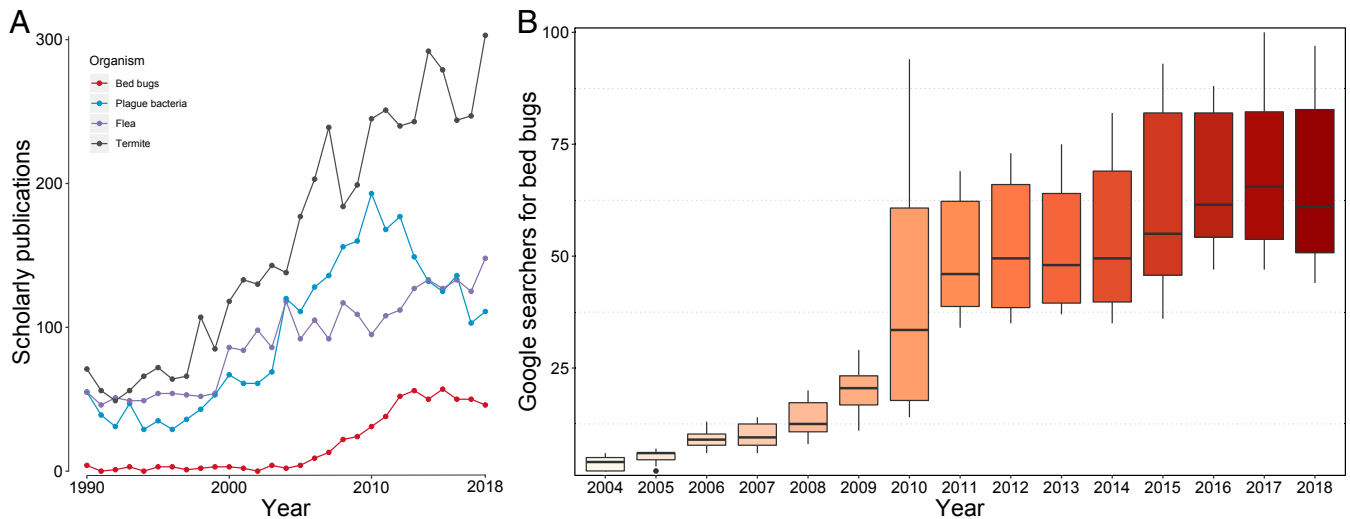 A
300
200
100
0
Scholarly publications
Organism
Bed bugs
Plague bacteria
Flea
Termite
1990 2000 2010 2018
Year
B
100
75
50
25
Google searchers for bed bugs
2004 2005 2006 2007 2008 2009 2010 2011 2012 2013 2014 2015 2016 2017 2018
Year